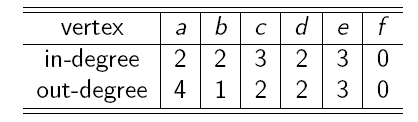 vertex a b c d e f
in-degree 2 2 3 2 3 0
out-degree 4 1 2 2 3 0